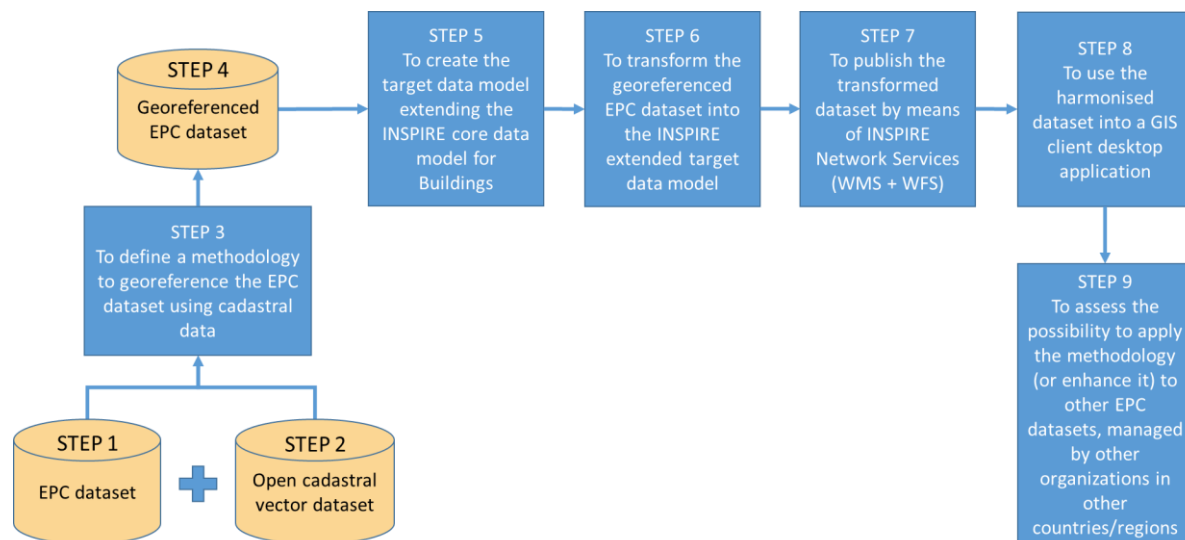 STEP 1
EPC dataset
STEP 2
Open cadastral
vector dataset
STEP 3
To define a methodology
to georeference the EPC
dataset using cadastral
data
STEP 4
Georeferenced
EPC dataset
STEP 5
To create the
target data model
extending the
INSPIRE core data
model for
Buildings
STEP 6
To transform the
georeferenced
EPC dataset into
the INSPIRE
extended target
data model
STEP 7
To publish the
transformed
dataset by means
of INSPIRE
Network Services
(WMS + WFS)
STEP 8
To use the
harmonised
dataset into a GIS
client desktop
application
STEP 9
To assess the
possibility to apply
the methodology
(or enhance it) to
other EPC
datasets, managed
by other
organizations in
other
countries/regions